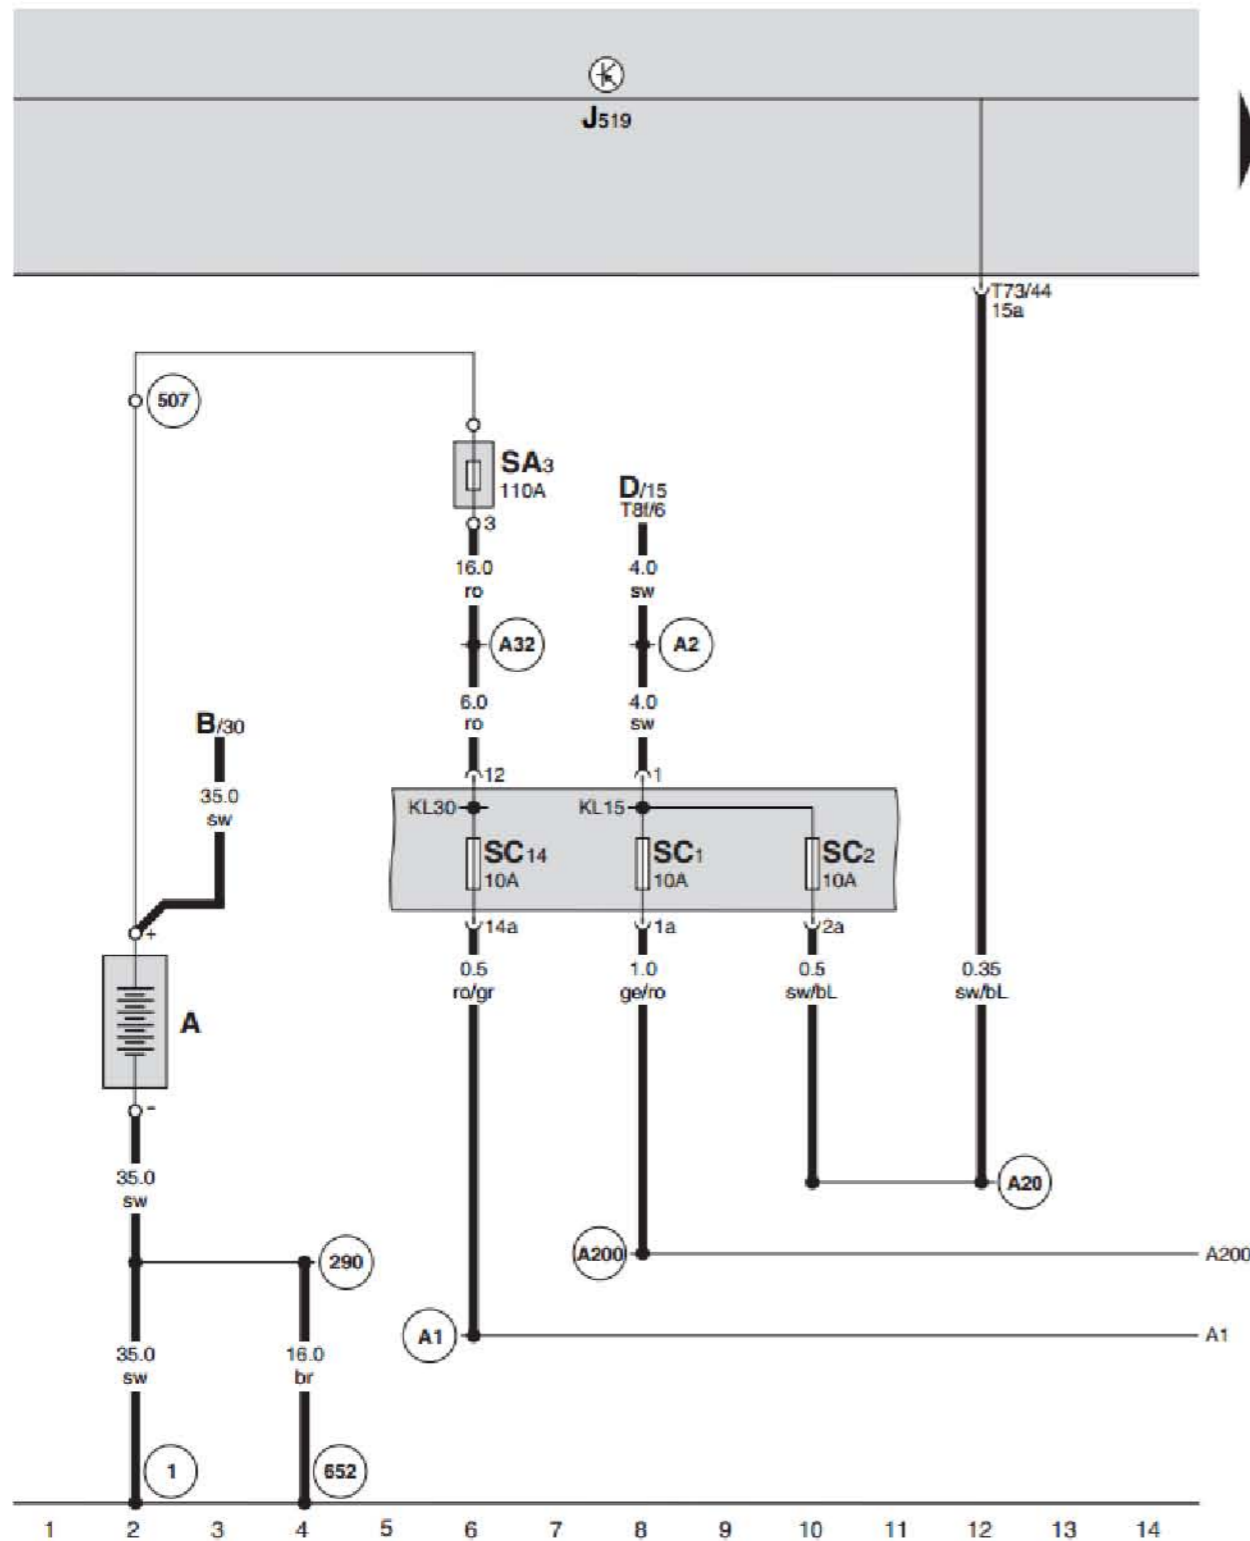 J519
T73/44
15a
507
SA3
110A
3
D/15
T8f/6
16.0
ro
4.0
sw
A32
A2
6.0
ro
4.0
sw
B/30
35.0
sw
12
1
KL30
KL15
SC14
10A
SC1
10A
SC2
10A
+
14a
1a
2a
0.5
ro/gr
1.0
ge/ro
0.5
sw/bL
0.35
sw/bL
A
-
35.0
sw
A20
290
A200
A200
A1
A1
35.0
sw
16.0
br
1
652
1 2 3 4 5 6 7 8 9 10 11 12 13 14